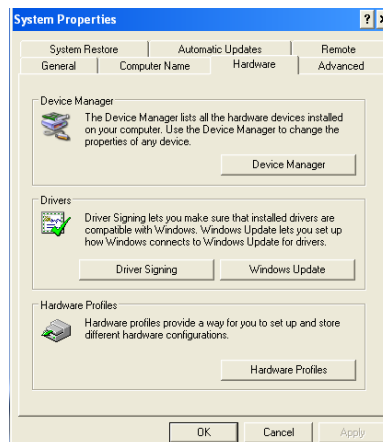 System Properties
System Restore Automatic Updates Remote
General Computer Name Hardware Advanced
Device Manager
The Device Manager lists all the hardware devices installed
on your computer. Use the Device Manager to change the
properties of any device.
Device Manager
Drivers
Driver Signing lets you make sure that installed drivers are
compatible with Windows. Windows Update lets you set up
how Windows connects to Windows Update for drivers.
Driver Signing Windows Update
Hardware Profiles
Hardware profiles provide a way for you to set up and store
different hardware configurations.
Hardware Profiles
OK Cancel Apply